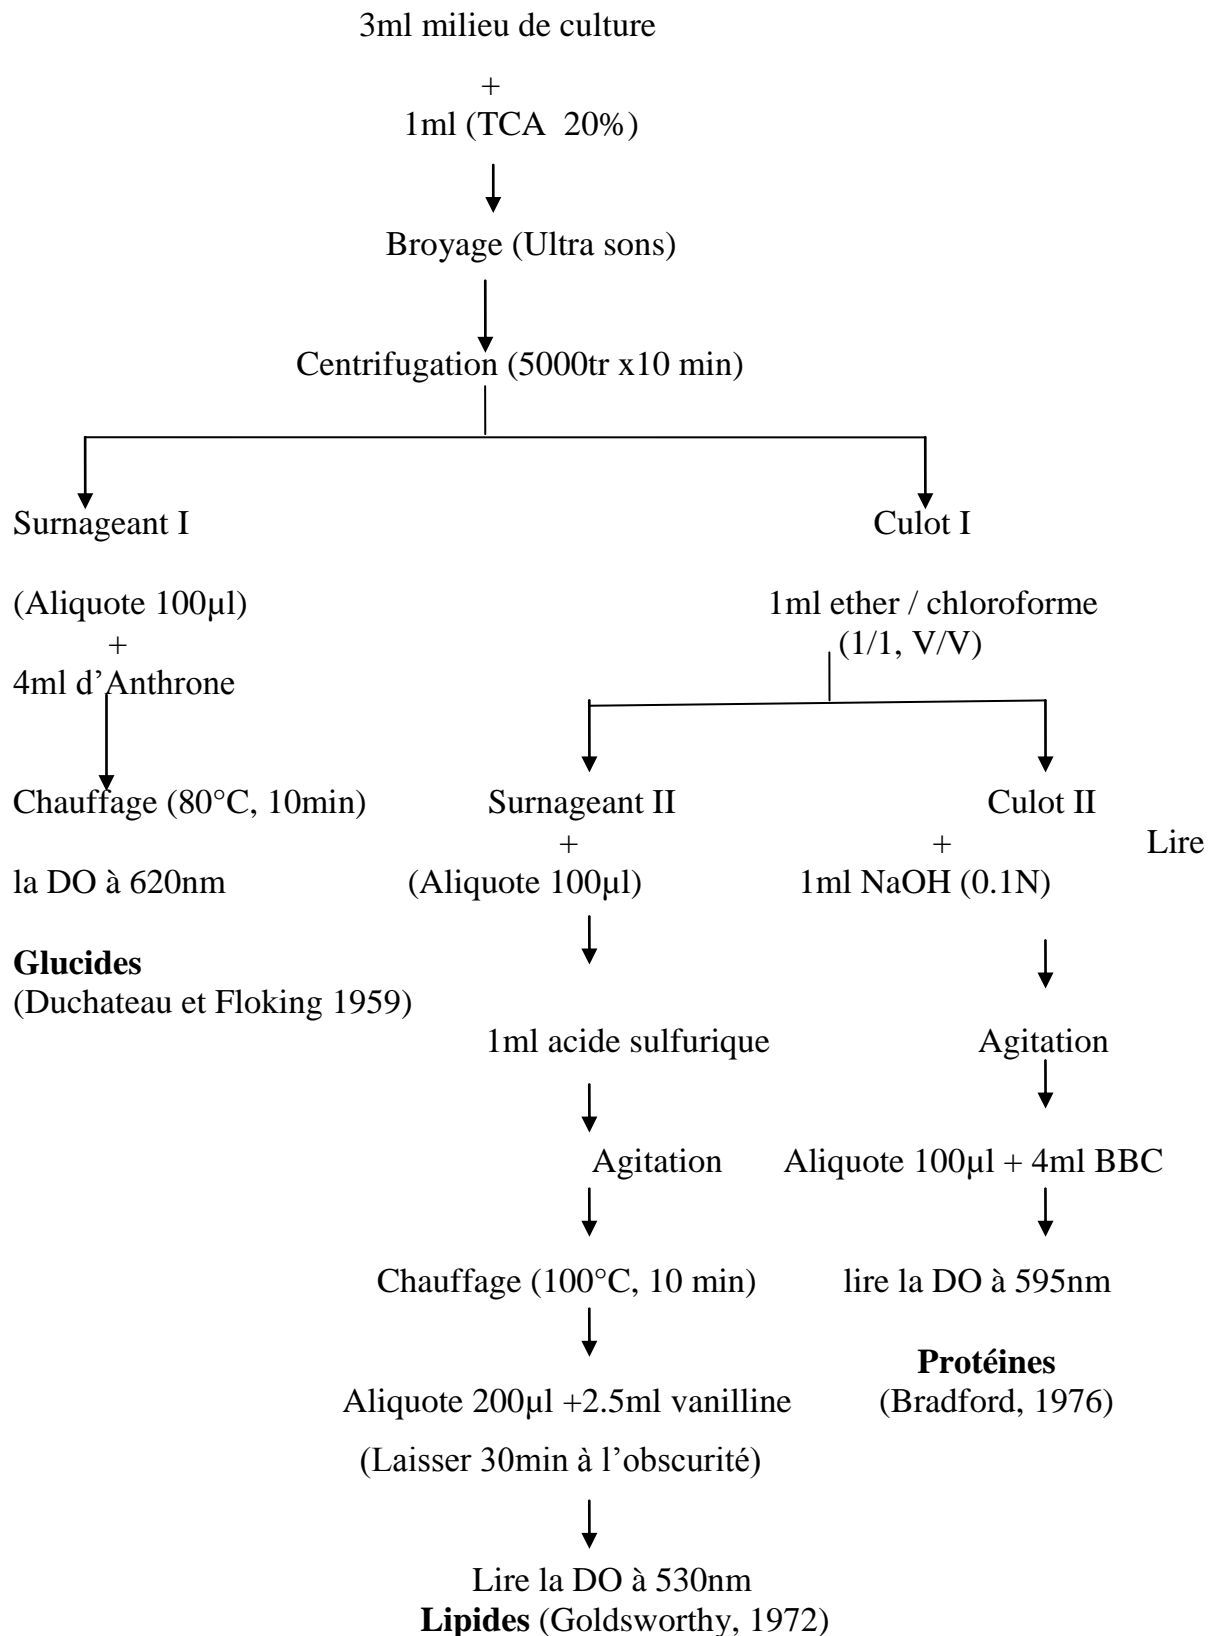 3ml milieu de culture
+
1ml (TCA 20%)
Broyage (Ultra sons)
Centrifugation (5000tr x10 min)
Surnageant I
Culot I
(Aliquote 100µl)
+
4ml d’Anthrone
1ml ether / chloroforme
(1/1, V/V)
Chauffage (80°C, 10min)
Surnageant II
Culot II
+
+
Lire
la DO à 620nm
(Aliquote 100µl)
1ml NaOH (0.1N)
Glucides
(Duchateau et Floking 1959)
1ml acide sulfurique
Agitation
Agitation
Aliquote 100µl + 4ml BBC
Chauffage (100°C, 10 min)
lire la DO à 595nm
Protéines
(Bradford, 1976)
Aliquote 200µl +2.5ml vanilline
(Laisser 30min à l’obscurité)
Lire la DO à 530nm
Lipides (Goldsworthy, 1972)